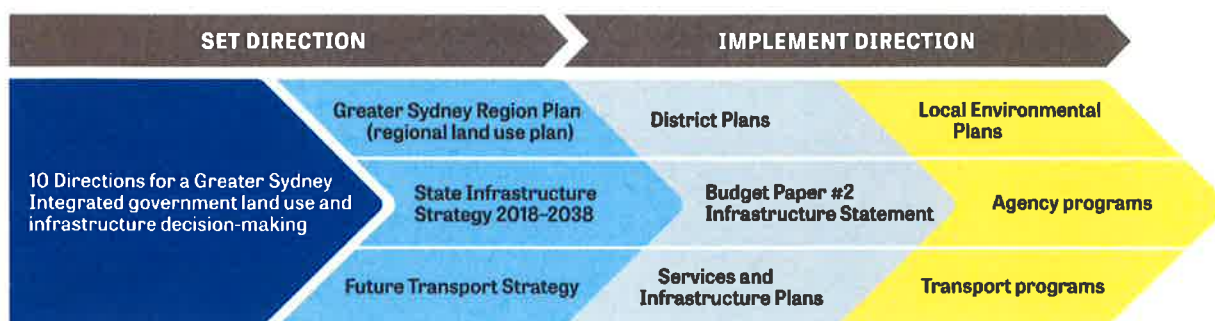 SET DIRECTION
IMPLEMENT DIRECTION
10 Directions for a Greater Sydney
Integrated government land use and
infrastructure decision-making
Greater Sydney Region Plan
(regional land use plan)
District Plans
Local Environmental
Plans
State Infrastructure
Strategy 2018–2038
Budget Paper #2
Infrastructure Statement
Agency programs
Future Transport Strategy
Services and
Infrastructure Plans
Transport programs